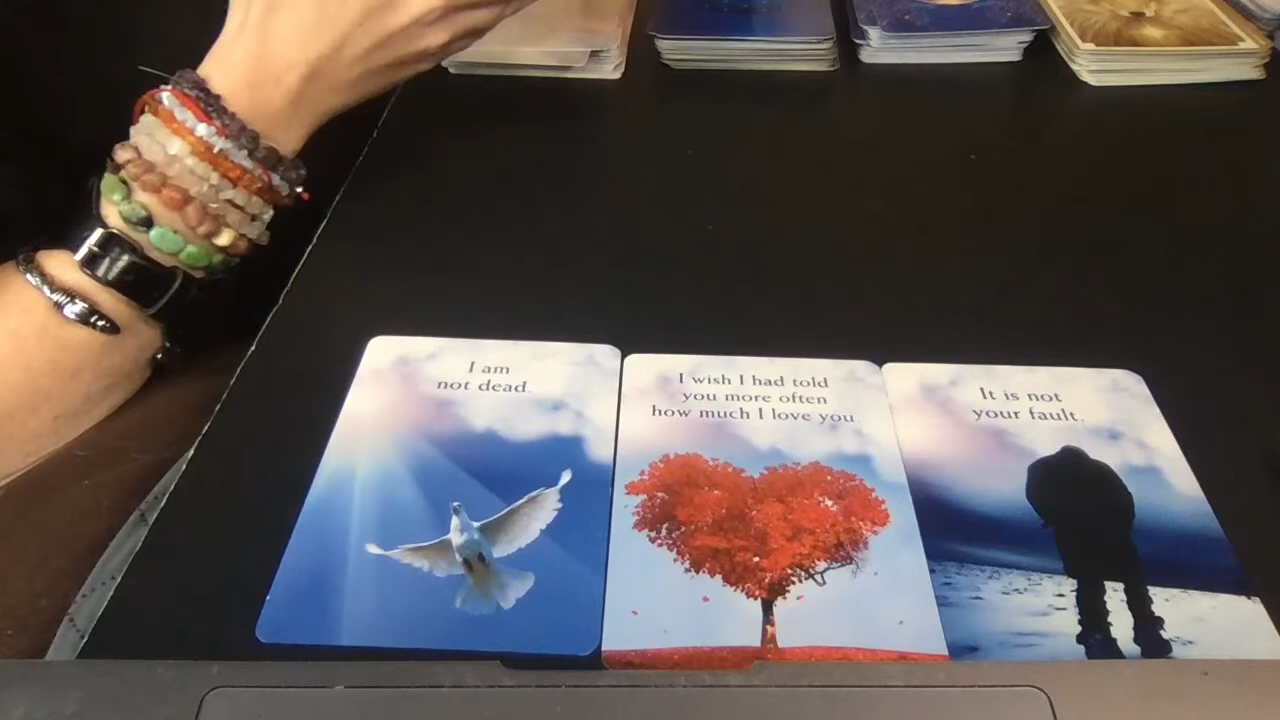 I am
not dead.
I wish I had told
you more often
how much I love you.
It is not
your fault.